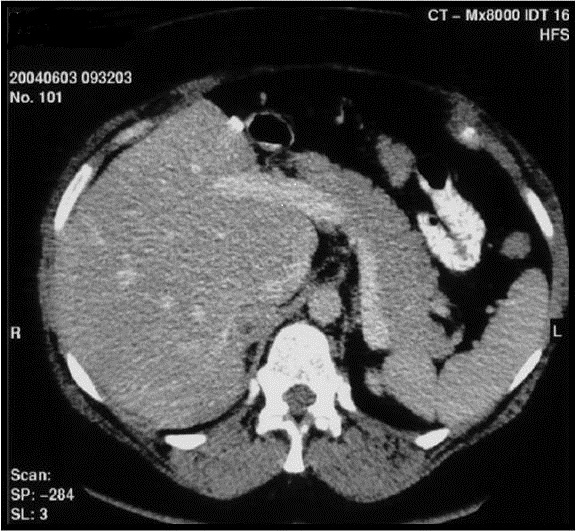 CT – Mx8000 IDT 16
HFS
20040603 093203
No. 101
R
L
Scan:
SP: -284
SL: 3